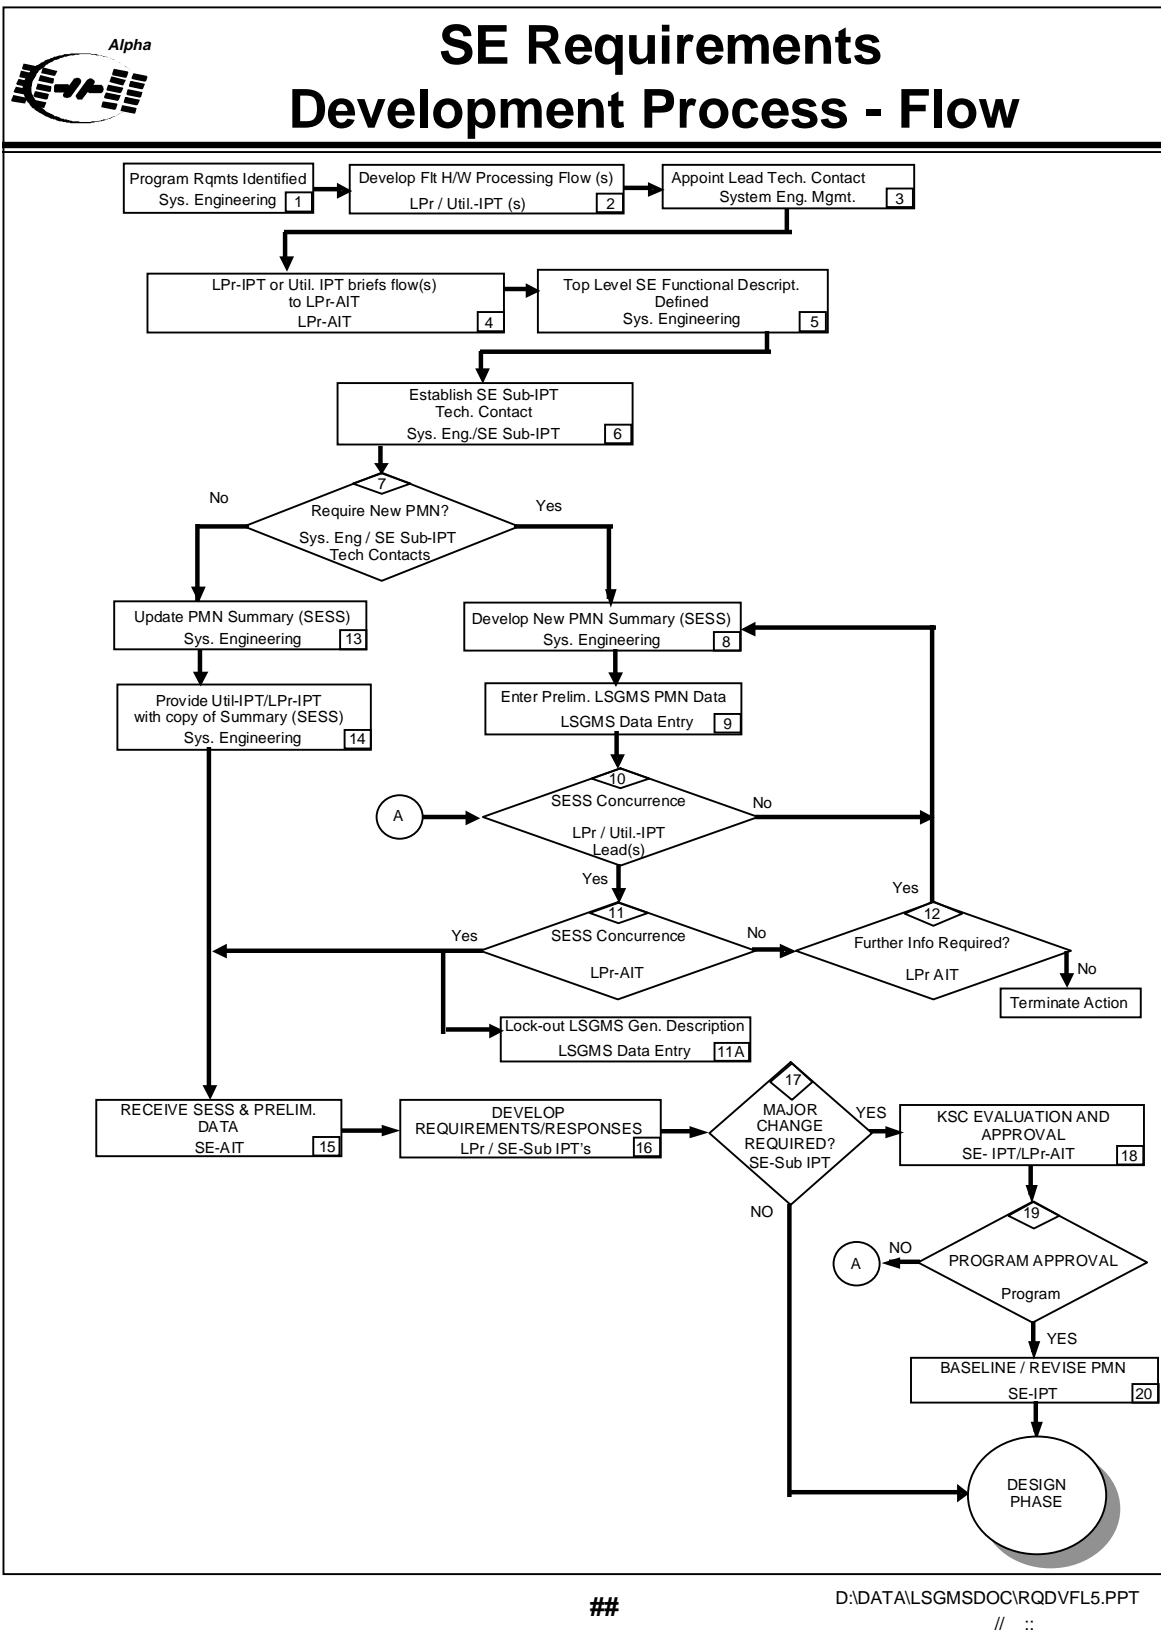 Alpha
SE Requirements
Development Process - Flow
Program Rqmts Identified
Sys. Engineering
1
Develop Flt H/W Processing Flow (s)
LPr / Util.-IPT (s)
2
Appoint Lead Tech. Contact
System Eng. Mgmt.
3
LPr-IPT or Util. IPT briefs flow(s)
to LPr-AIT
LPr-AIT
4
Top Level SE Functional Descript.
Defined
Sys. Engineering
5
Establish SE Sub-IPT
Tech. Contact
Sys. Eng./SE Sub-IPT
6
7
No
Require New PMN?
Yes
Sys. Eng / SE Sub-IPT
Tech Contacts
Update PMN Summary (SESS)
Sys. Engineering
13
Develop New PMN Summary (SESS)
Sys. Engineering
8
Provide Util-IPT/LPr-IPT
with copy of Summary (SESS)
Sys. Engineering
14
Enter Prelim. LSGMS PMN Data
LSGMS Data Entry
9
10
SESS Concurrence
No
A
LPr / Util.-IPT
Lead(s)
Yes
Yes
11
SESS Concurrence
Yes
No
LPr-AIT
12
Further Info Required?
LPr AIT
No
Terminate Action
Lock-out LSGMS Gen. Description
LSGMS Data Entry
11A
RECEIVE SESS & PRELIM.
DATA
SE-AIT
15
DEVELOP
REQUIREMENTS/RESPONSES
LPr / SE-Sub IPT's
16
17
MAJOR
CHANGE
REQUIRED?
SE-Sub IPT
YES
NO
KSC EVALUATION AND
APPROVAL
SE- IPT/LPr-AIT
18
19
NO
A
PROGRAM APPROVAL
Program
YES
BASELINE / REVISE PMN
SE-IPT
20
DESIGN
PHASE
##
D:\DATA\LSGMSDOC\RQDVFL5.PPT
// ::